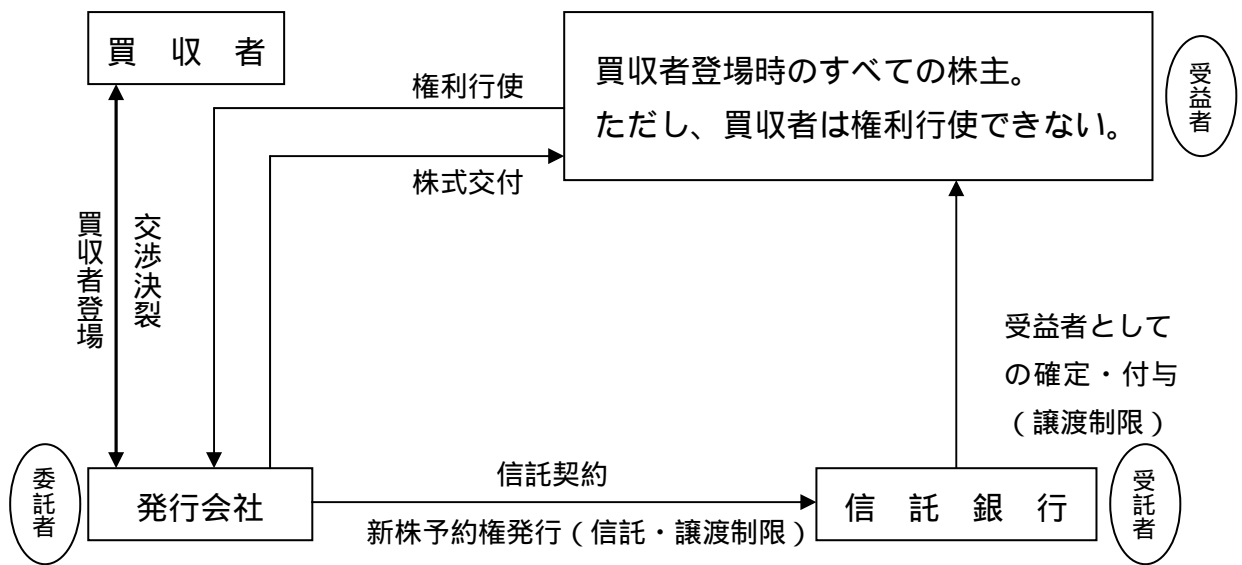 買収者
買収者登場時のすべての株主。
ただし、買収者は権利行使できない。
受益者
権利行使
株式交付
買収者登場
交渉決裂
受益者として
の確定・付与
（譲渡制限）
委託者
発行会社
信託契約
新株予約権発行（信託・譲渡制限）
信託銀行
受託者